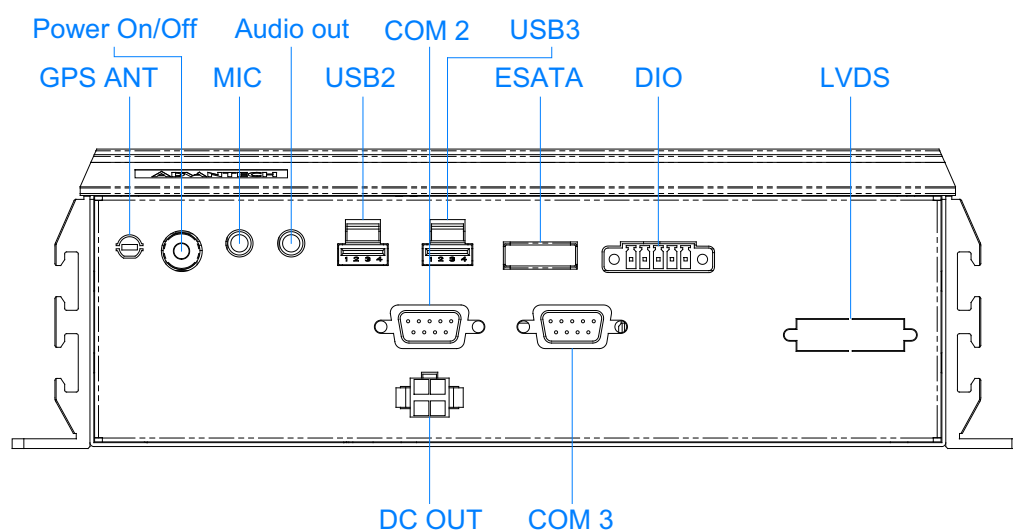 Power On/Off Audio out COM 2 USB3
GPS ANT MIC USB2 ESATA DIO LVDS
ADVANTECH
1 2 3 4 1 2 3 4
DC OUT COM 3